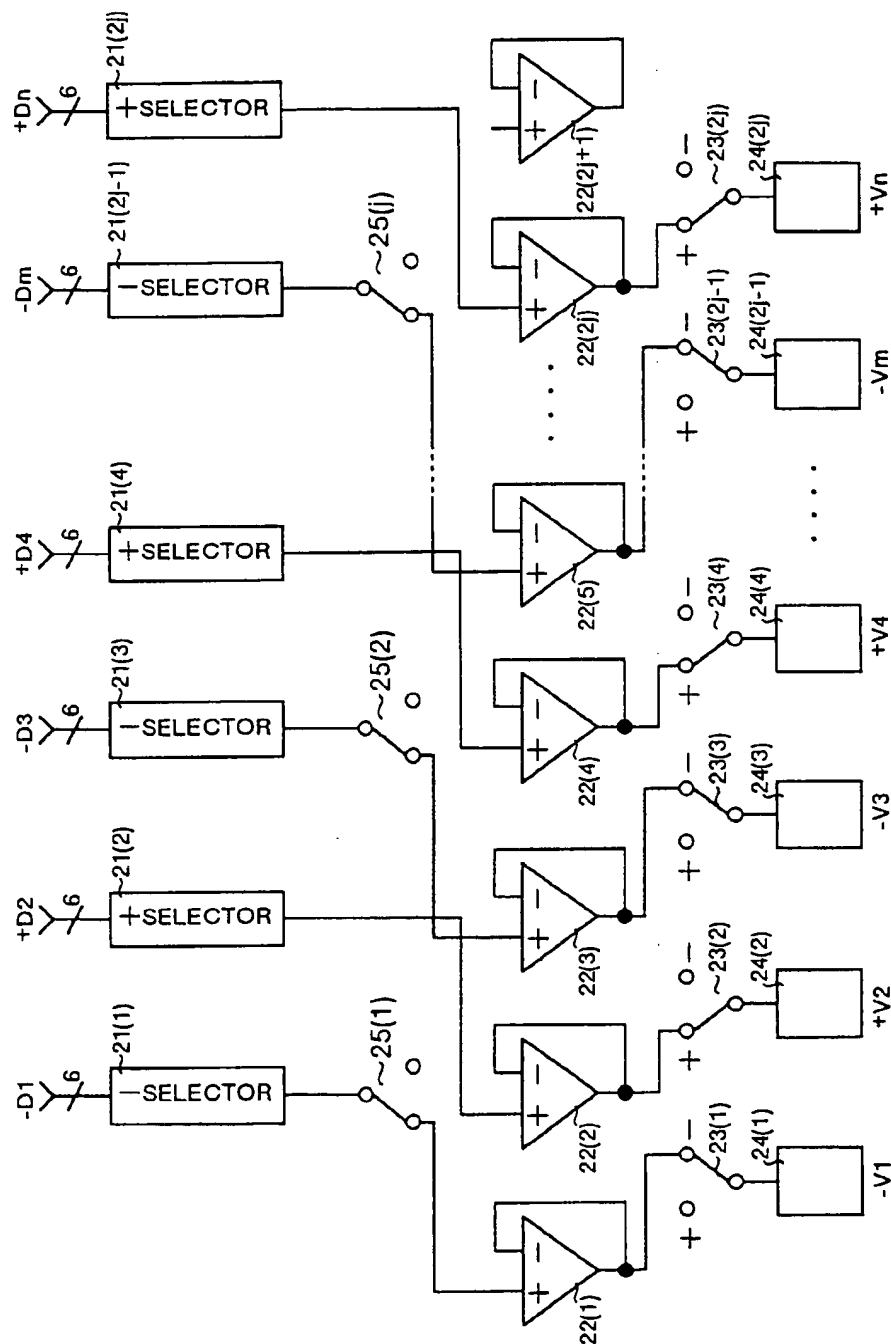 -D1 +D2 -D3 +D4 -Dm +Dn
6 6 6 6 6 6
21(1) 21(2) 21(3) 21(4) 21(2j-1) 21(2j)
−SELECTOR +SELECTOR −SELECTOR +SELECTOR −SELECTOR +SELECTOR
~25(1) ~25(2) ~25(j)
+ − + − + − + − + − + − + −
22(1) 22(2) 22(3) 22(4) 22(5) 22(2j) 22(2j+1)
. . . .
+ − + − + − + − + − + −
23(1) 23(2) 23(3) 23(4) 23(2j-1) 23(2j)
24(1) 24(2) 24(3) 24(4) 24(2j-1) 24(2j)
. . . .
-V1 +V2 -V3 +V4 -Vm +Vn